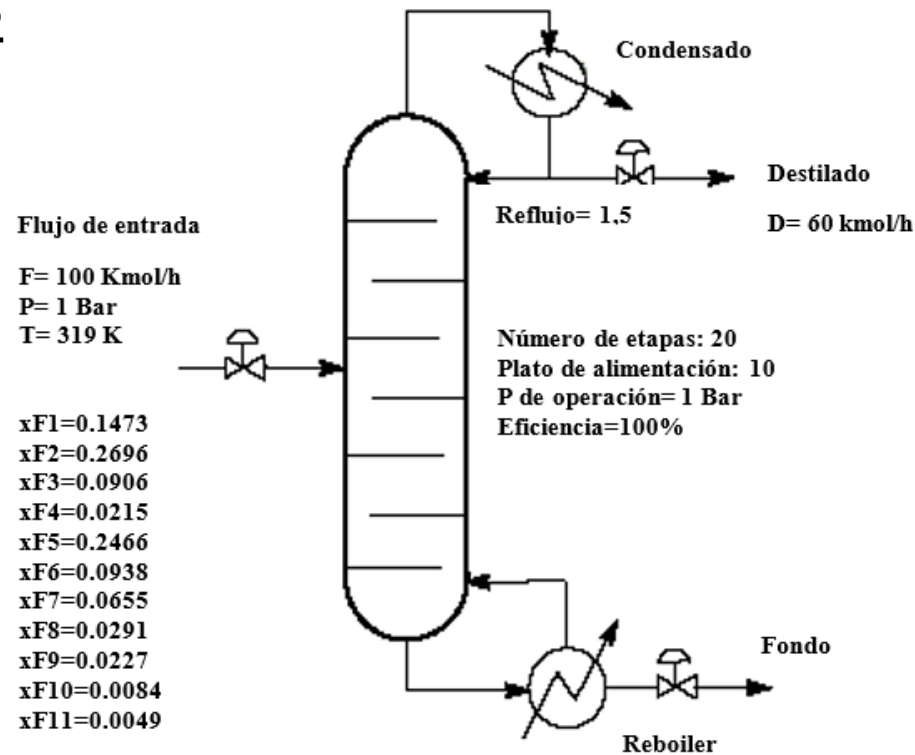 Condensado
Destilado
Reflujo= 1.5
D= 60 kmol/h
Flujo de entrada
F= 100 Kmol/h
P= 1 Bar
T= 319 K
Número de etapas: 20
Plato de alimentación: 10
P de operación= 1 Bar
Eficiencia=100%
xF1=0.1473
xF2=0.2696
xF3=0.0906
xF4=0.0215
xF5=0.2466
xF6=0.0938
xF7=0.0655
xF8=0.0291
xF9=0.0227
xF10=0.0084
xF11=0.0049
Fondo
Reboiler